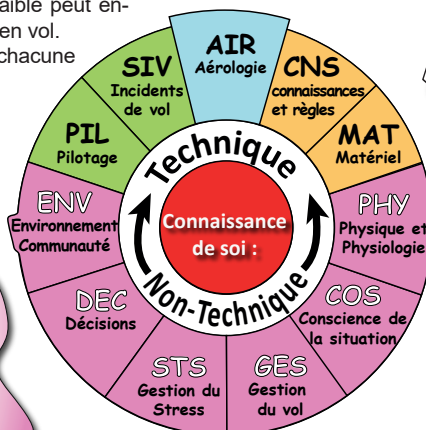 aible peut en-
en vol.
chacune
AIR
Aérologie
SIV
Incidents
de vol
CNS
connaissances
et règles
PIL
Pilotage
MAT
Matériel
Technique
ENV
Environnement
Communauté
Connaissance
de soi :
PHY
Physique et
Physiologie
Non-Technique
DEC
Décisions
COS
Conscience de
la situation
STS
Gestion du
Stress
GES
Gestion
du vol